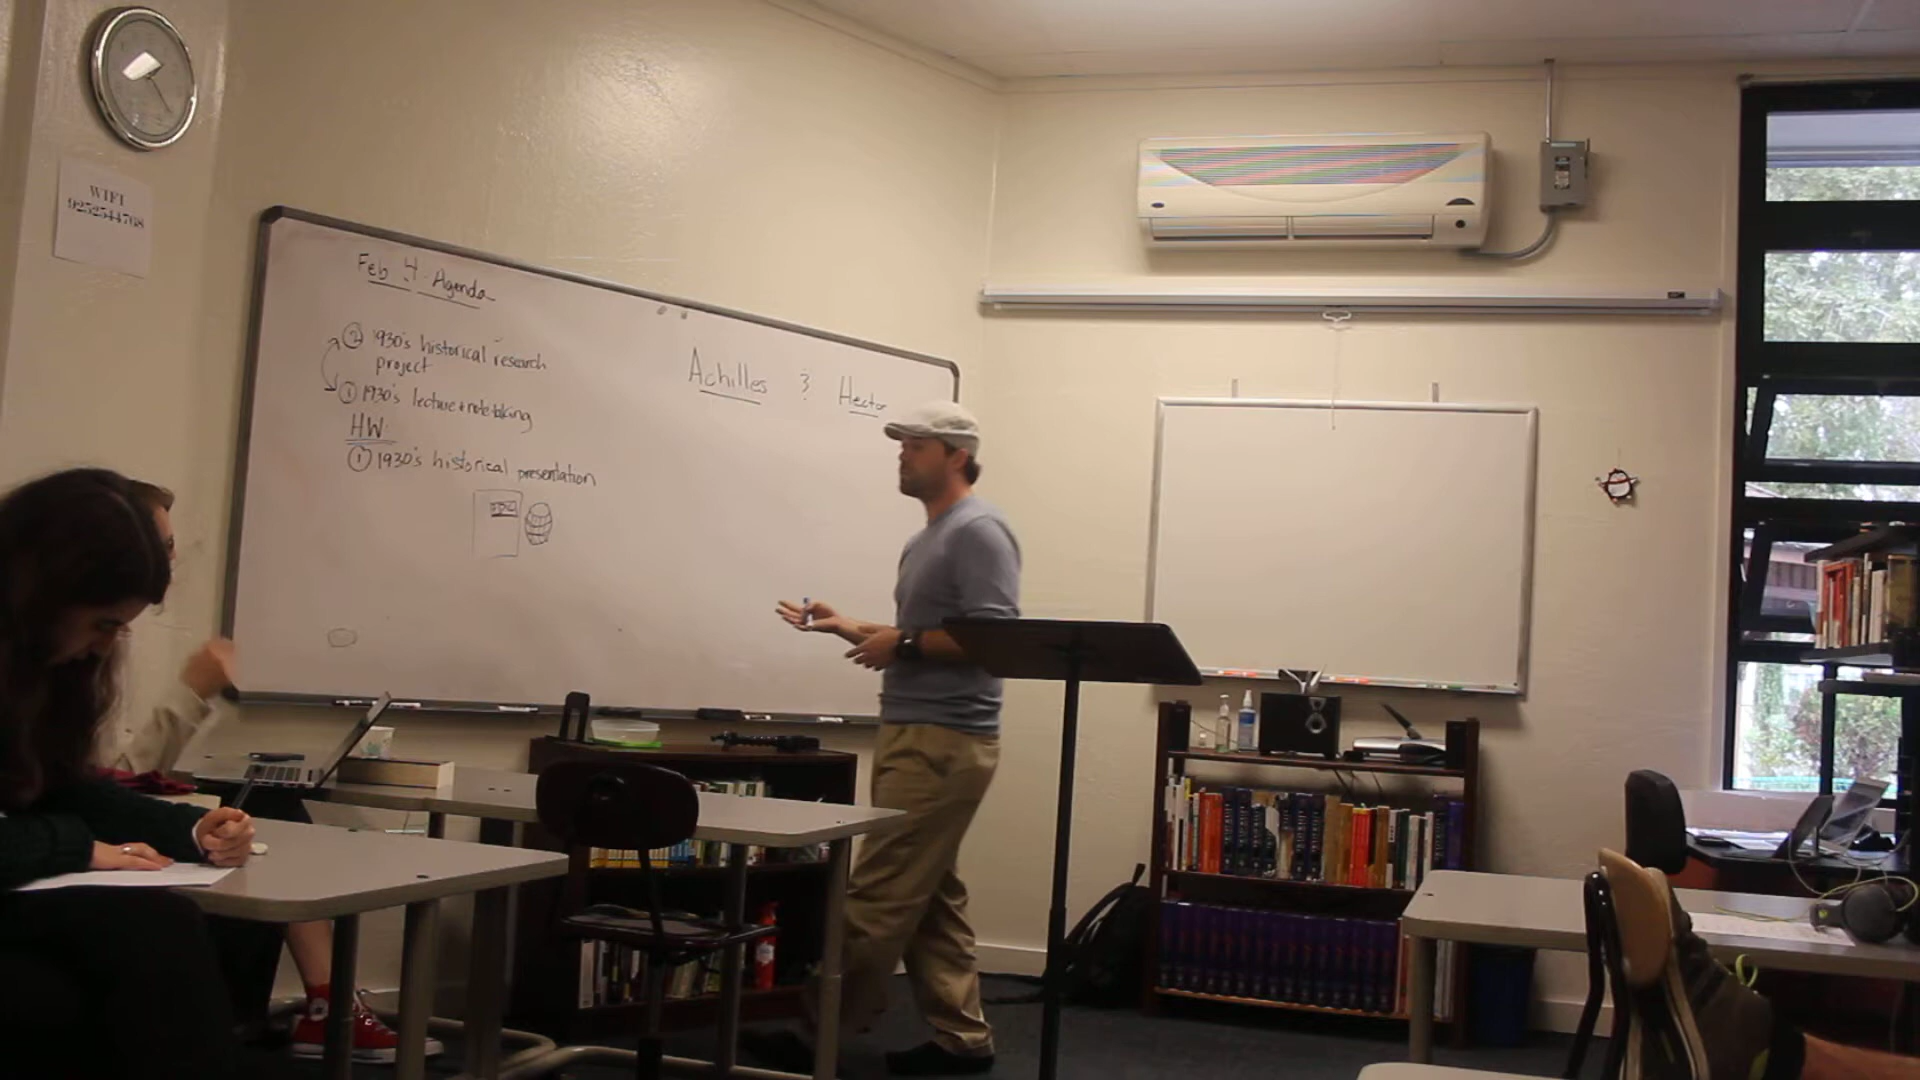 WIFI
Feb 4 - Agenda
② 1930's historical research
project
① 1930's lecture + note-taking
HW
① 1930's historical presentation
Achilles & Hector